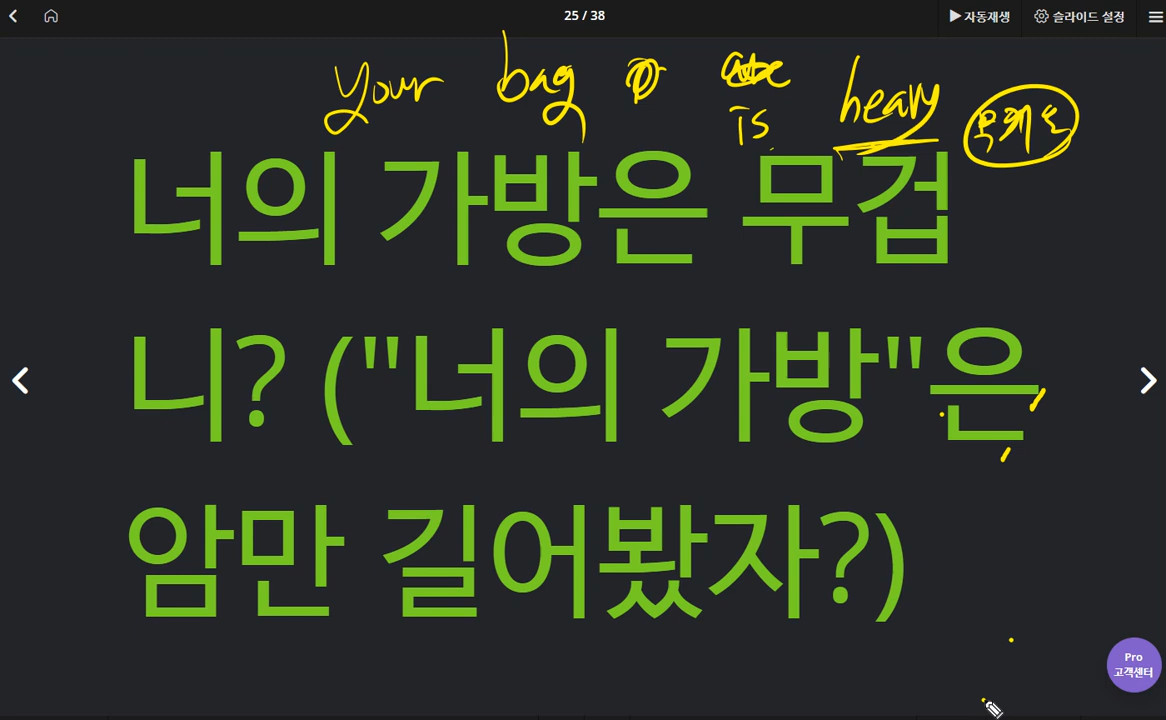 25 / 38
▶ 자동재생
슬라이드 설정
Your bag are heavy
is
너의 가방은 무겁
니? ("너의 가방"은
암만 길어봤자?)
Pro
고객센터